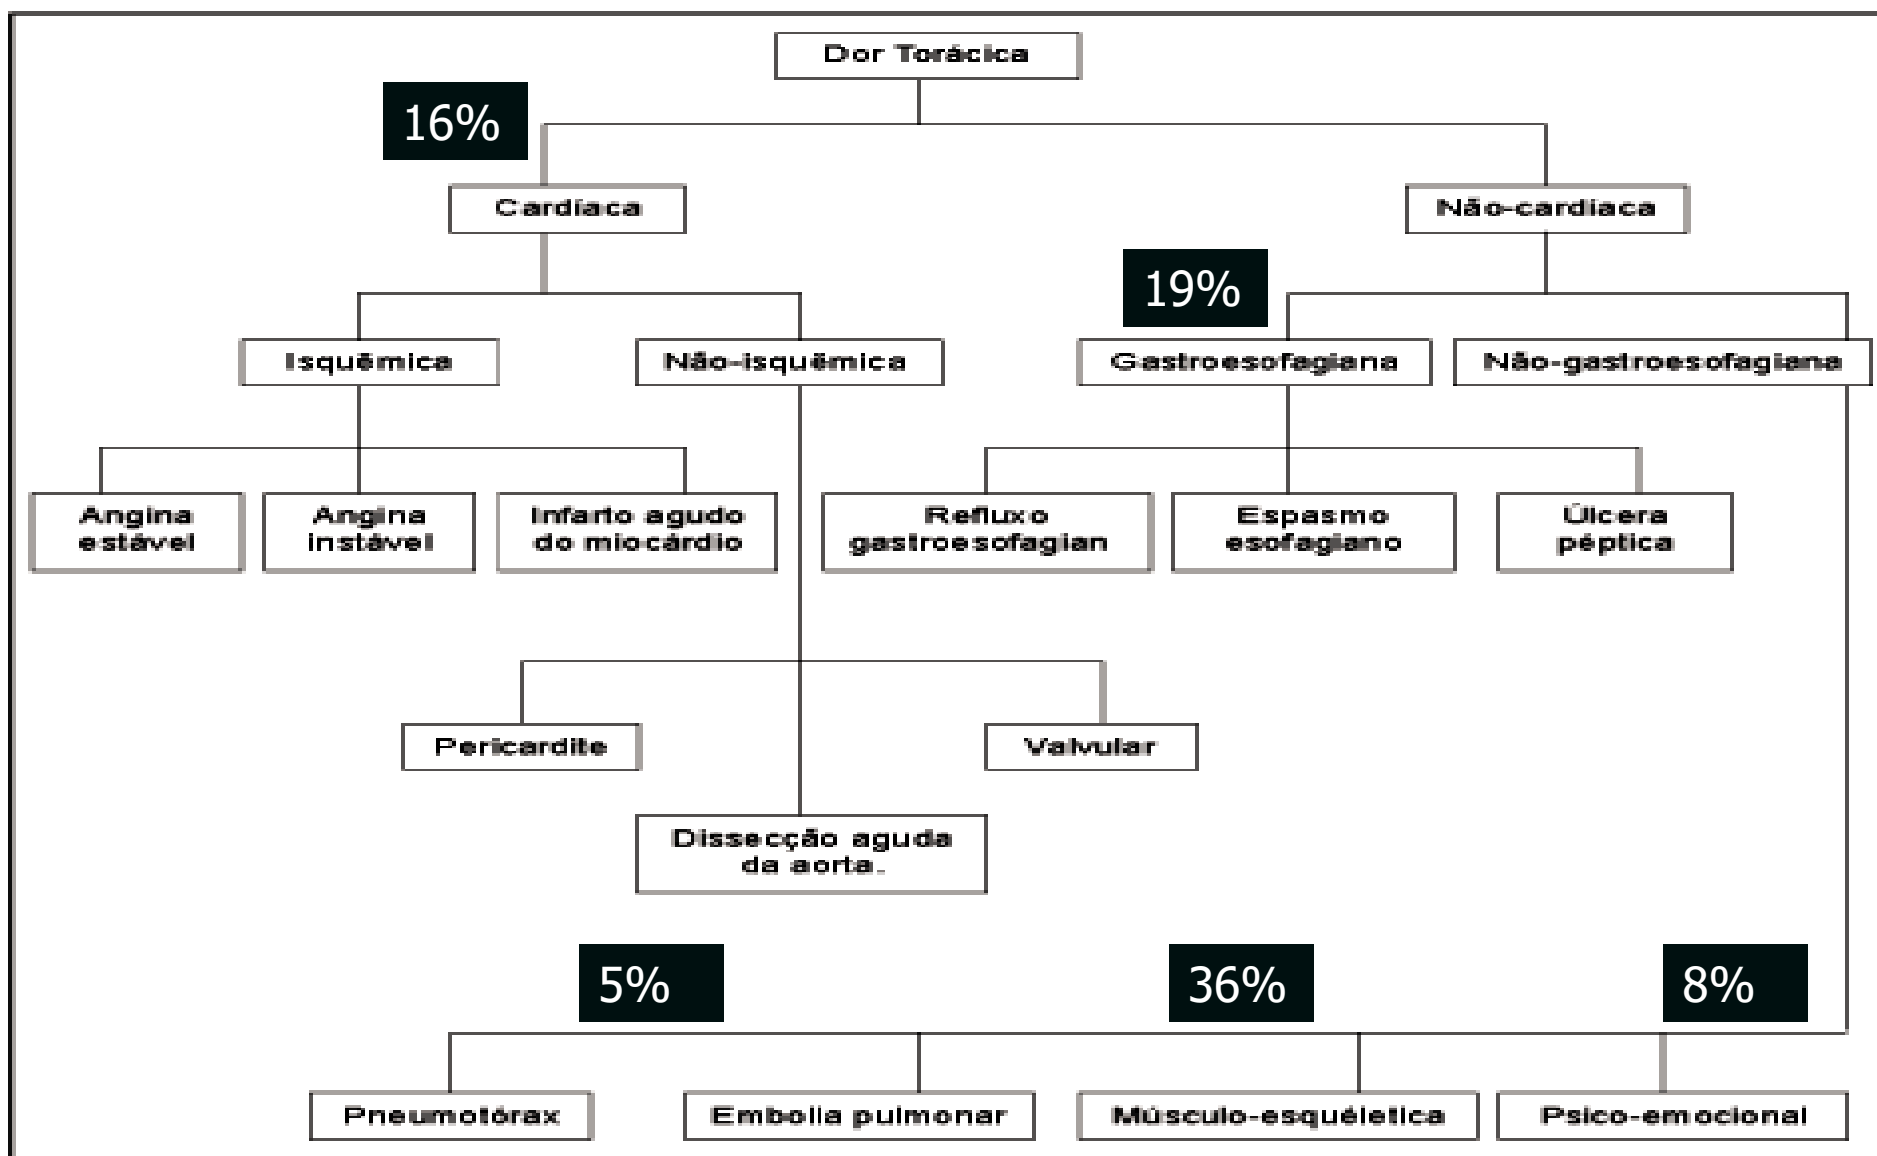 Dor Torácica
16%
Cardíaca
Não-cardíaca
19%
Isquêmica
Não-isquêmica
Gastroesofagiana
Não-gastroesofagiana
Angina
estável
Angina
instável
Infarto agudo
do miocárdio
Refluxo
gastroesofagian
Espasmo
esofagiano
Úlcera
péptica
Pericardite
Valvular
Dissecção aguda
da aorta.
5%
36%
8%
Pneumotórax
Embolia pulmonar
Músculo-esquéletica
Psico-emocional